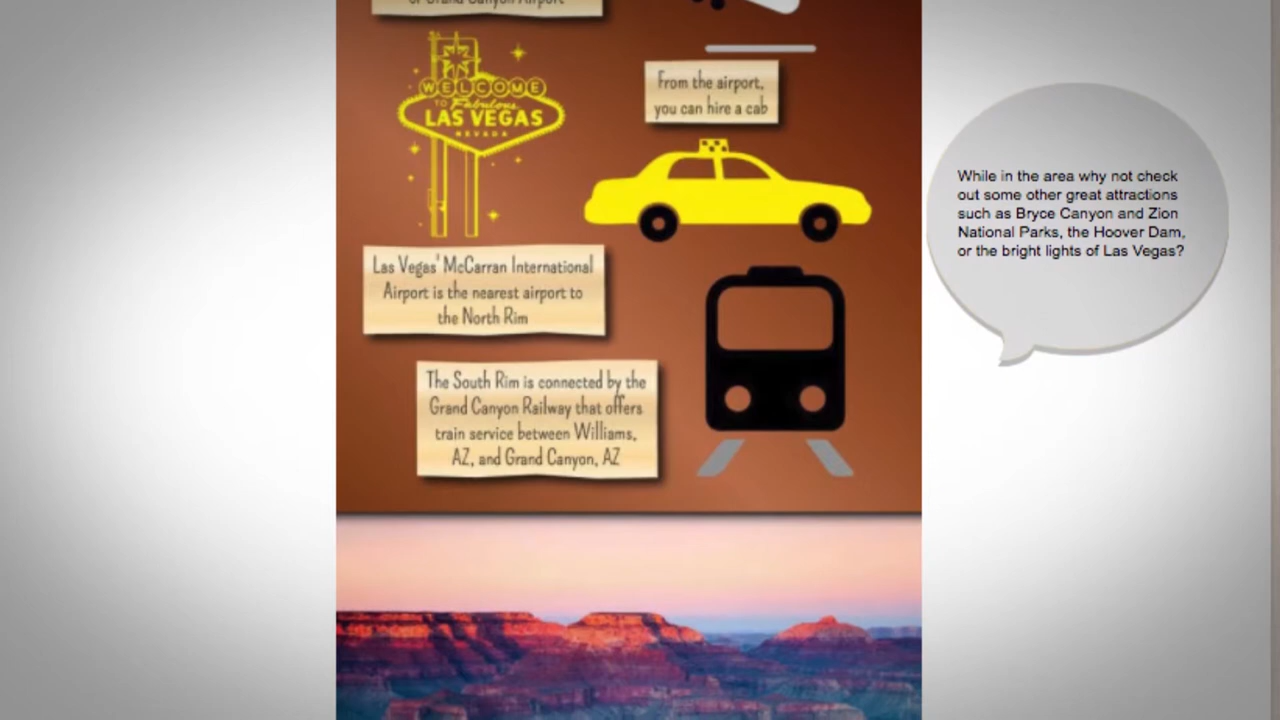 or Grand Canyon Airport
WELCOME
TO Fabulous
LAS VEGAS
NEVADA
From the airport,
you can hire a cab
While in the area why not check
out some other great attractions
such as Bryce Canyon and Zion
National Parks, the Hoover Dam,
or the bright lights of Las Vegas?
Las Vegas' McCarran International
Airport is the nearest airport to
the North Rim
The South Rim is connected by the
Grand Canyon Railway that offers
train service between Williams,
AZ, and Grand Canyon, AZ